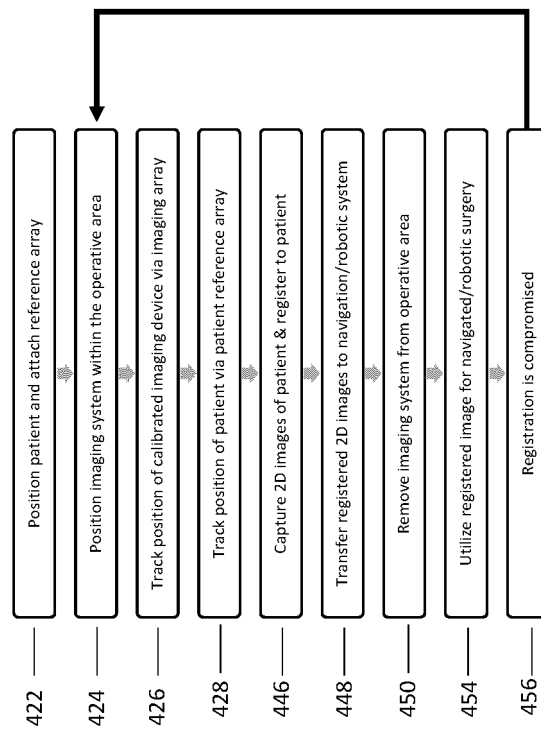 422
Position patient and attach reference array
424
Position imaging system within the operative area
426
Track position of calibrated imaging device via imaging array
428
Track position of patient via patient reference array
446
Capture 2D images of patient & register to patient
448
Transfer registered 2D images to navigation/robotic system
450
Remove imaging system from operative area
454
Utilize registered image for navigated/robotic surgery
456
Registration is compromised